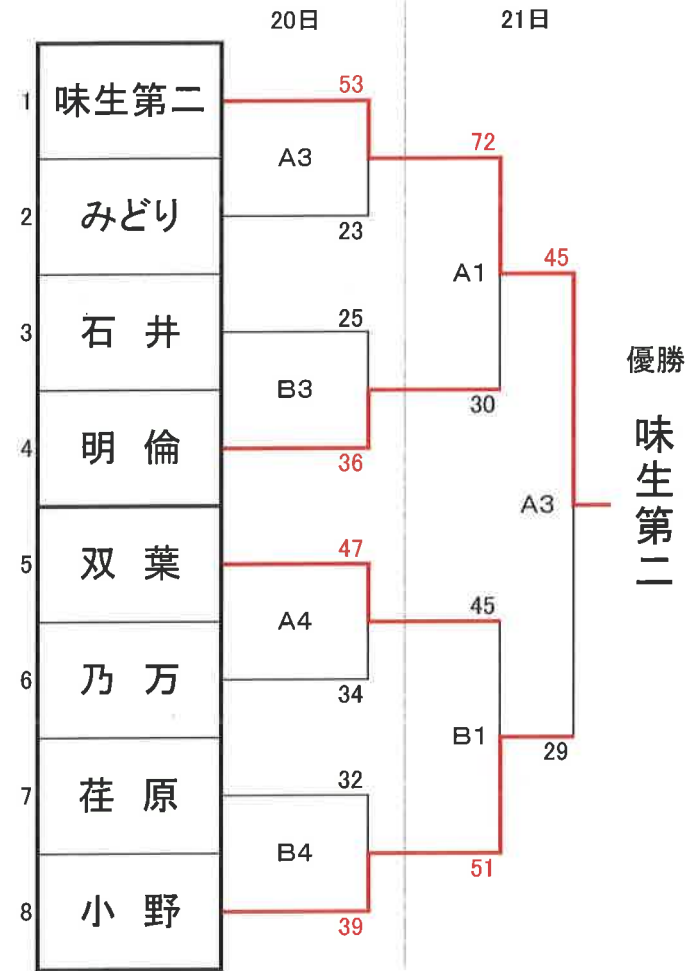 20日 21日
1 味生第二
53
A3
72
2 みどり
23
A1
45
3 石井
25
B3
30
4 明倫
36
優勝
味生第二
A3
5 双葉
47
A4
45
6 乃万
34
B1
29
7 荏原
32
B4
51
8 小野
39